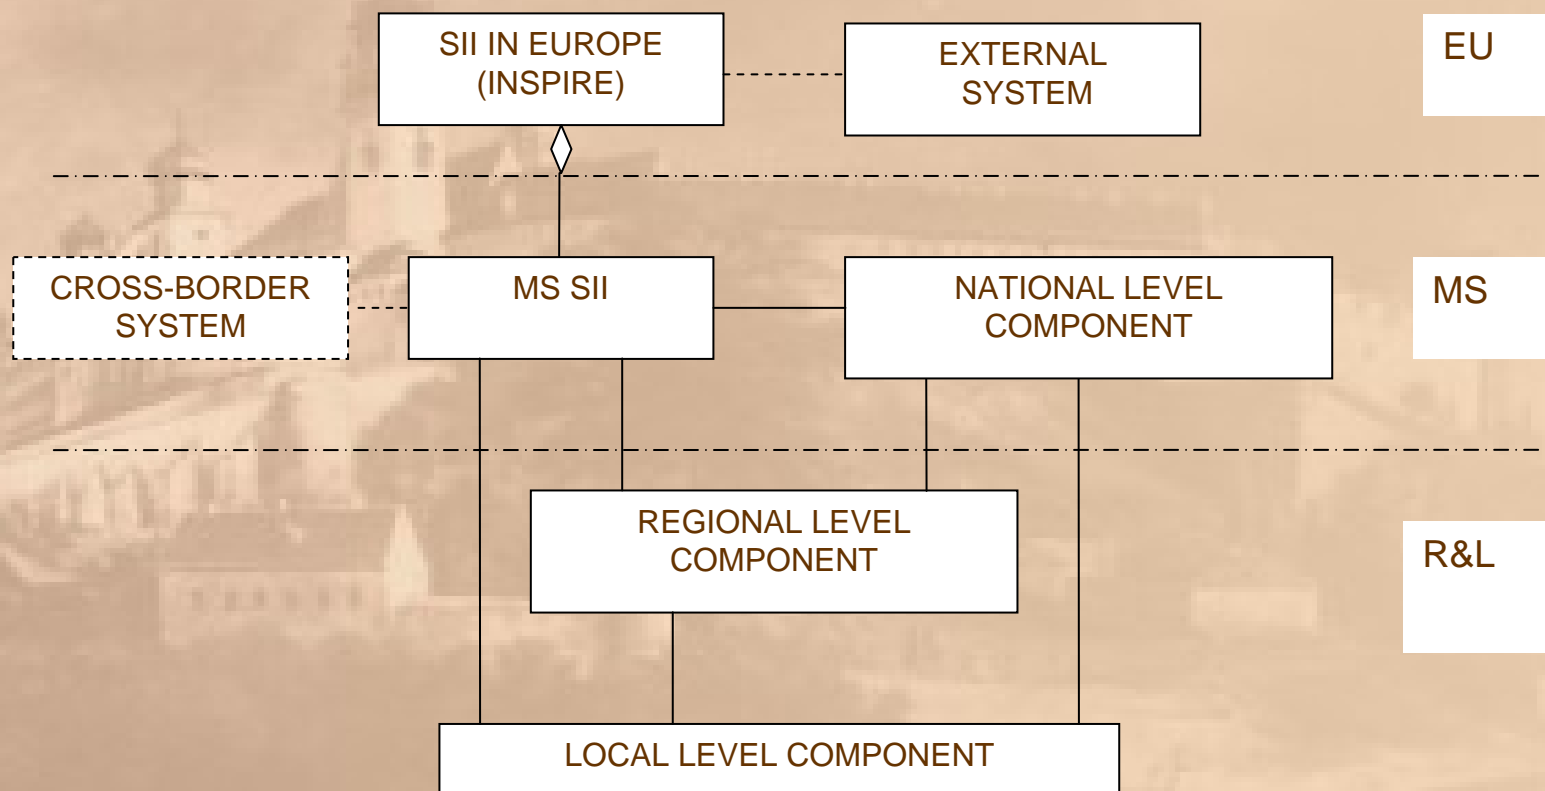 SII IN EUROPE
(INSPIRE)
EXTERNAL
SYSTEM
EU
CROSS-BORDER
SYSTEM
MS SII
NATIONAL LEVEL
COMPONENT
MS
REGIONAL LEVEL
COMPONENT
R&L
LOCAL LEVEL COMPONENT